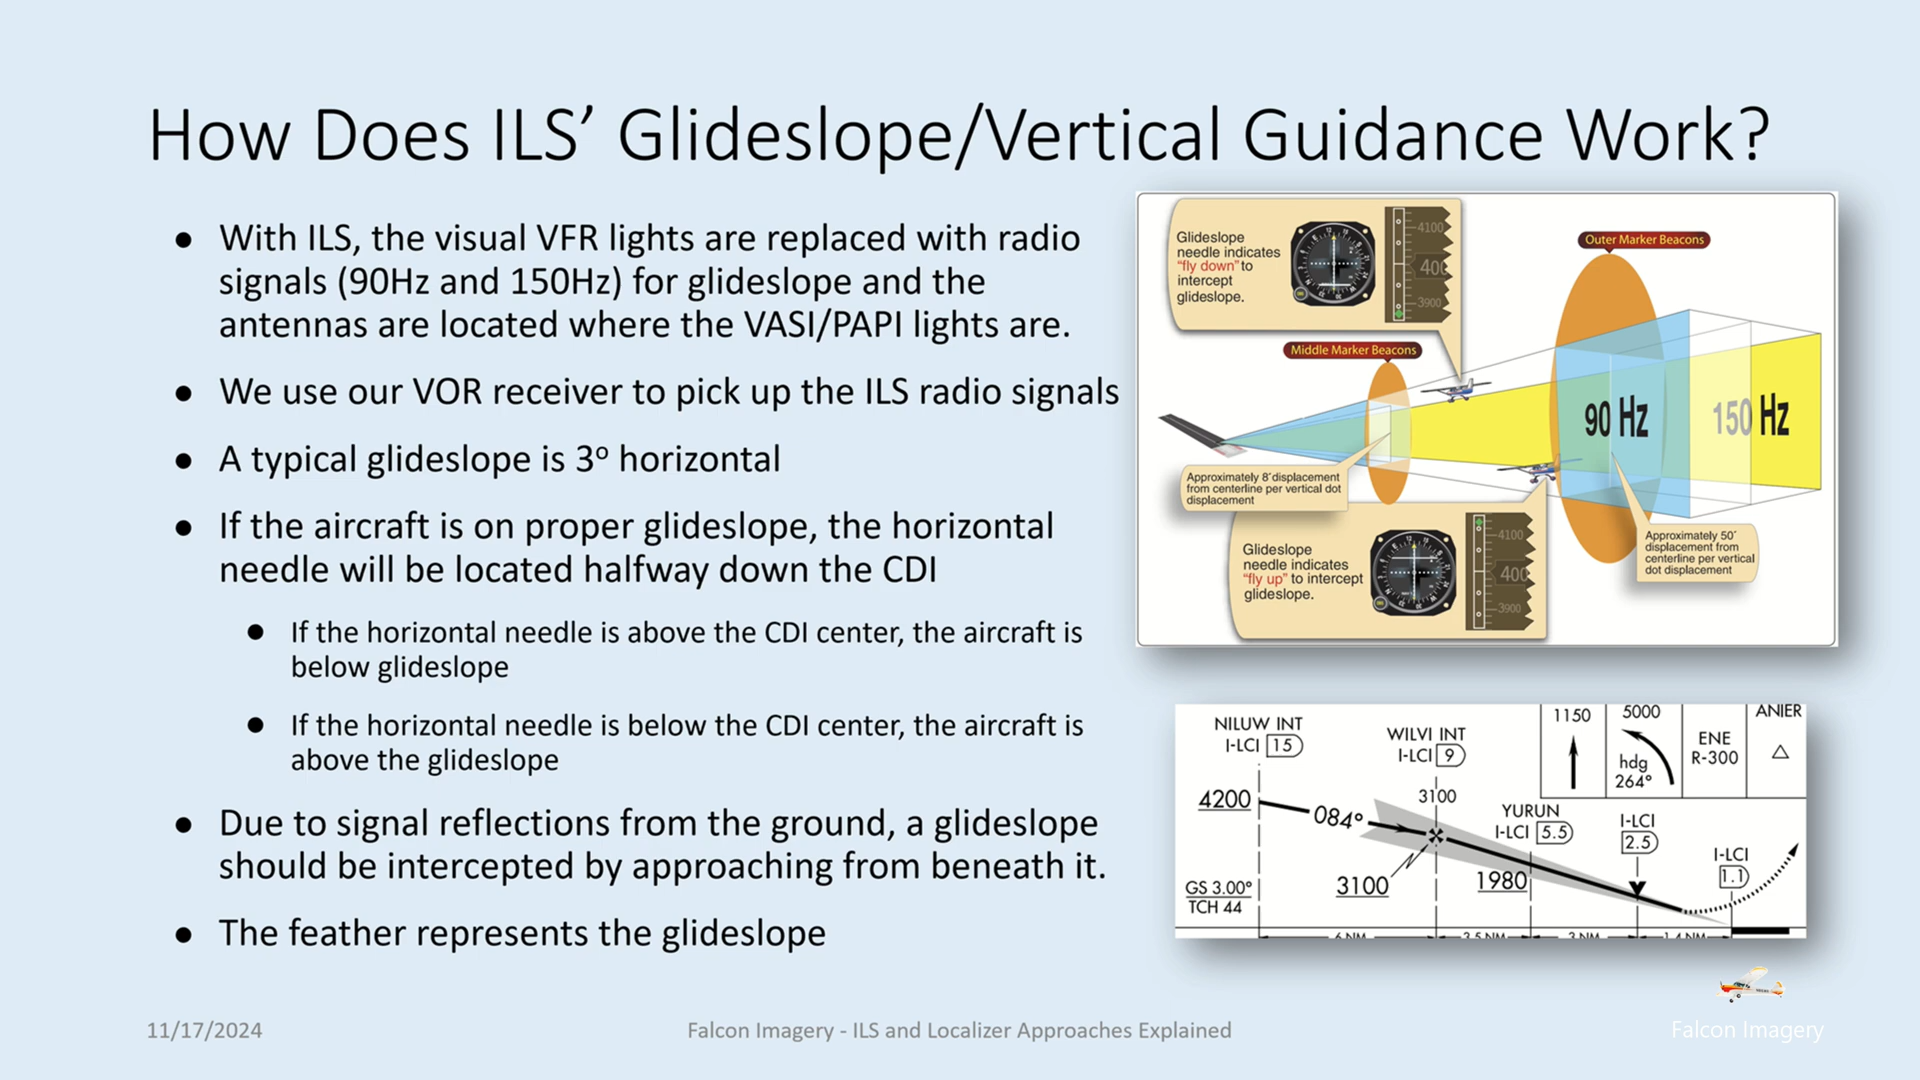 How Does ILS’ Glideslope/Vertical Guidance Work?
● With ILS, the visual VFR lights are replaced with radio
signals (90Hz and 150Hz) for glideslope and the
antennas are located where the VASI/PAPI lights are.
● We use our VOR receiver to pick up the ILS radio signals
● A typical glideslope is 3º horizontal
● If the aircraft is on proper glideslope, the horizontal
needle will be located halfway down the CDI
● If the horizontal needle is above the CDI center, the aircraft is
below glideslope
● If the horizontal needle is below the CDI center, the aircraft is
above the glideslope
● Due to signal reflections from the ground, a glideslope
should be intercepted by approaching from beneath it.
● The feather represents the glideslope
Glideslope
needle indicates
“fly down” to
intercept
glideslope.
4100
400
3900
Outer Marker Beacons
Middle Marker Beacons
90 Hz
150 Hz
Approximately 8′ displacement
from centerline per vertical dot
displacement
Glideslope
needle indicates
“fly up” to intercept
glideslope.
4100
400
3900
Approximately 50′
displacement from
centerline per vertical
dot displacement
NILUW INT
I-LCI 15
WILVI INT
I-LCI 9
1150
5000
hdg
264°
ENE
R-300
ANIER
4200
084°
3100
YURUN
I-LCI 5.5
I-LCI
2.5
I-LCI
1.1
GS 3.00°
TCH 44
3100
1980
6 NM
3.5 NM
3 NM
1.4 NM
11/17/2024
Falcon Imagery - ILS and Localizer Approaches Explained
Falcon Imagery